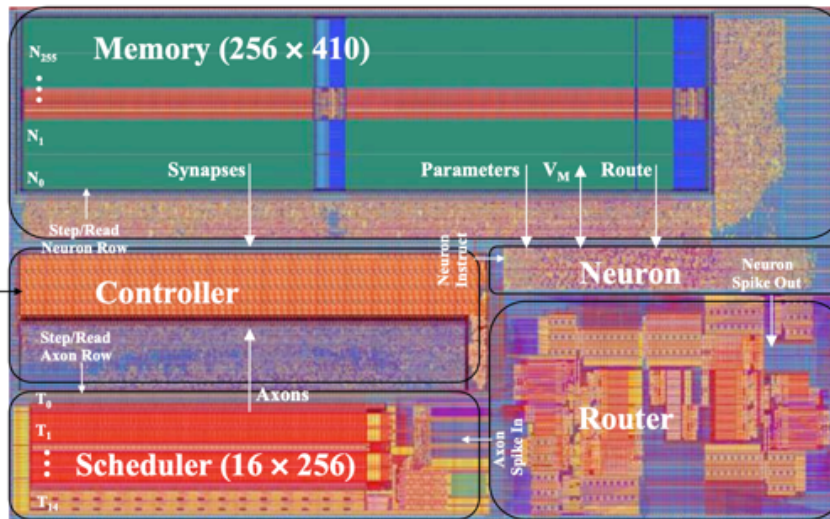 Memory (256 × 410)
N₂₅₅
N₁
N₀
Synapses
Parameters
V_M
Route
Step/Read
Neuron Row
Neuron
Instruct
Controller
Neuron
Neuron
Spike Out
Step/Read
Axon Row
Axons
T₀
T₁
Scheduler (16 × 256)
T₁₄
Axon
Spike In
Router